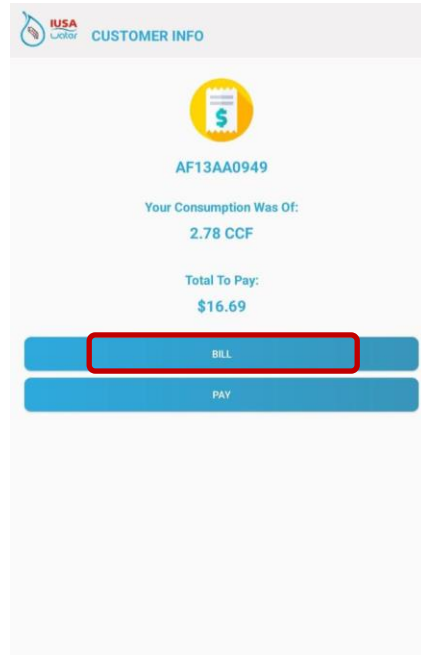 IUSA
Water
CUSTOMER INFO
$
AF13AA0949
Your Consumption Was Of:
2.78 CCF
Total To Pay:
$16.69
BILL
PAY